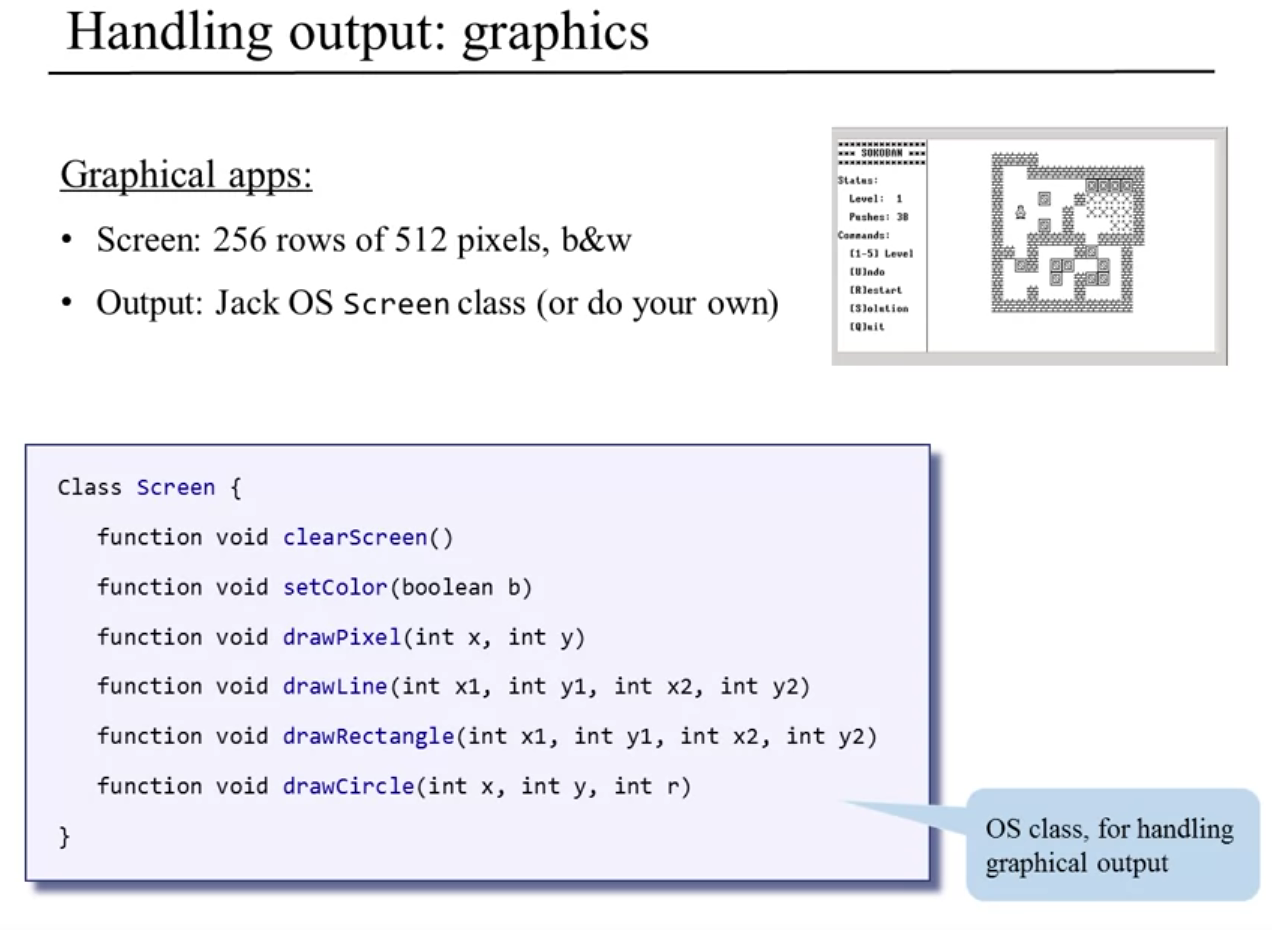 Handling output: graphics
Graphical apps:
• Screen: 256 rows of 512 pixels, b&w
• Output: Jack OS Screen class (or do your own)
*** SOKOBAN ***
Status:
Level: 1
Pushes: 38
Commands:
[1-5] Level
[U]ndo
[R]estart
[S]olution
[Q]uit
Class Screen {
function void clearScreen()
function void setColor(boolean b)
function void drawPixel(int x, int y)
function void drawLine(int x1, int y1, int x2, int y2)
function void drawRectangle(int x1, int y1, int x2, int y2)
function void drawCircle(int x, int y, int r)
}
OS class, for handling
graphical output